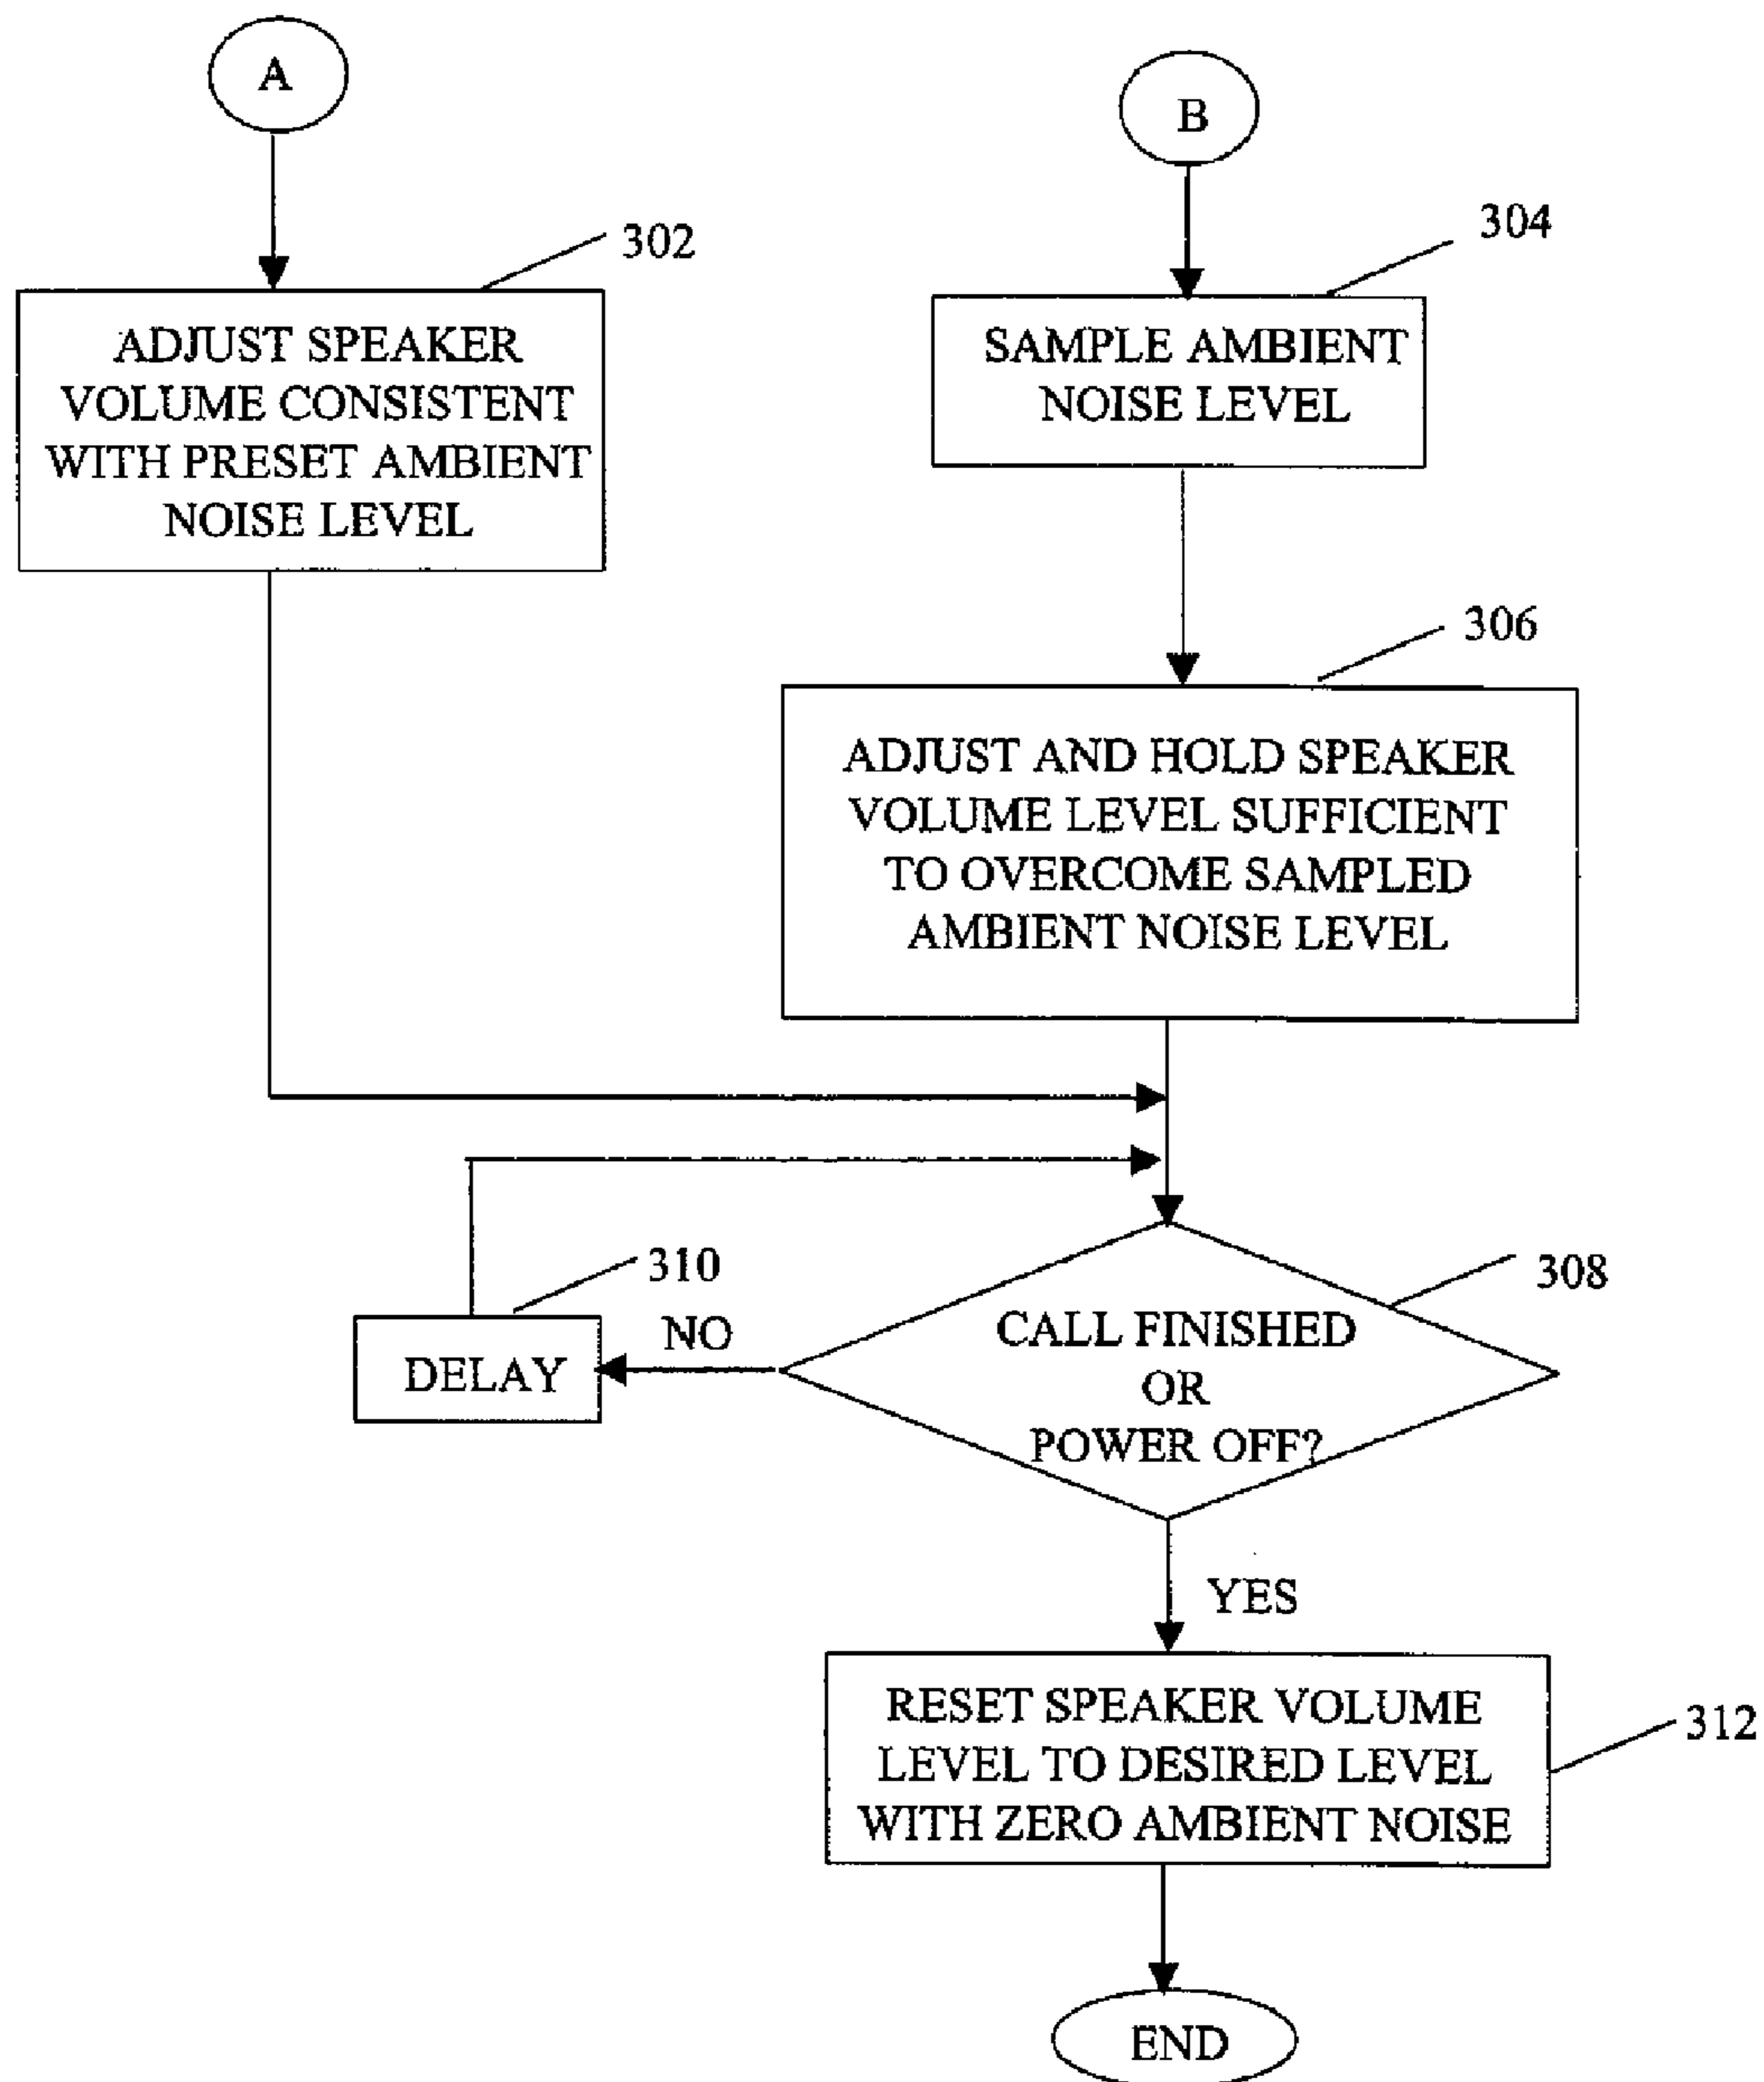 A
B
302
304
ADJUST SPEAKER
VOLUME CONSISTENT
WITH PRESET AMBIENT
NOISE LEVEL
SAMPLE AMBIENT
NOISE LEVEL
306
ADJUST AND HOLD SPEAKER
VOLUME LEVEL SUFFICIENT
TO OVERCOME SAMPLED
AMBIENT NOISE LEVEL
310
308
NO
DELAY
CALL FINISHED
OR
POWER OFF?
YES
RESET SPEAKER VOLUME
LEVEL TO DESIRED LEVEL
WITH ZERO AMBIENT NOISE
312
END